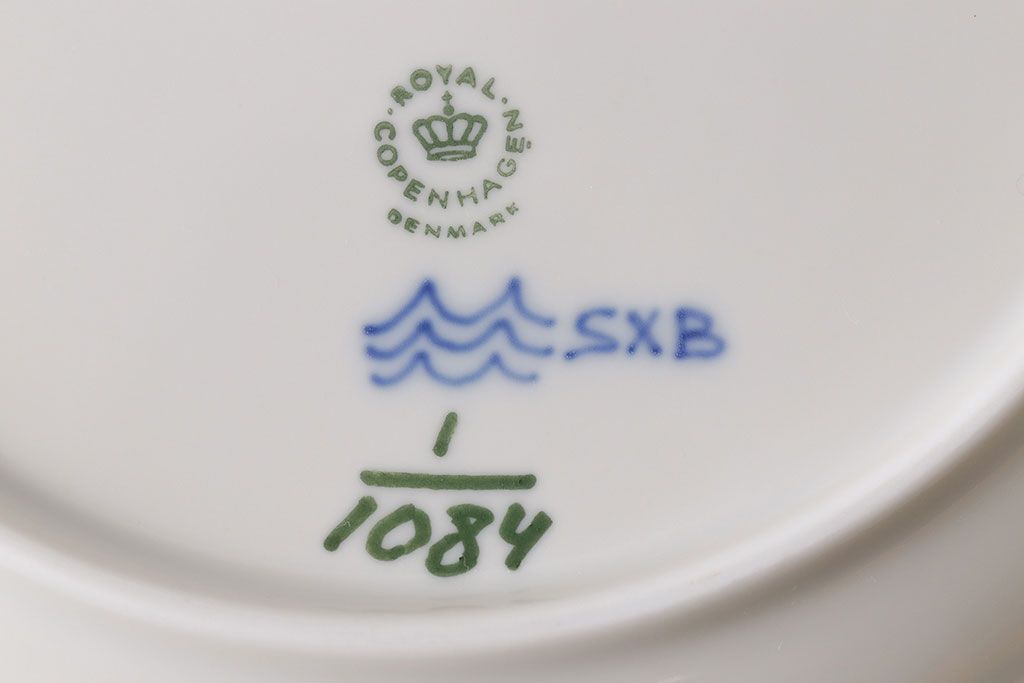 ROYAL
COPENHAGEN
DENMARK
SXB
1
1084